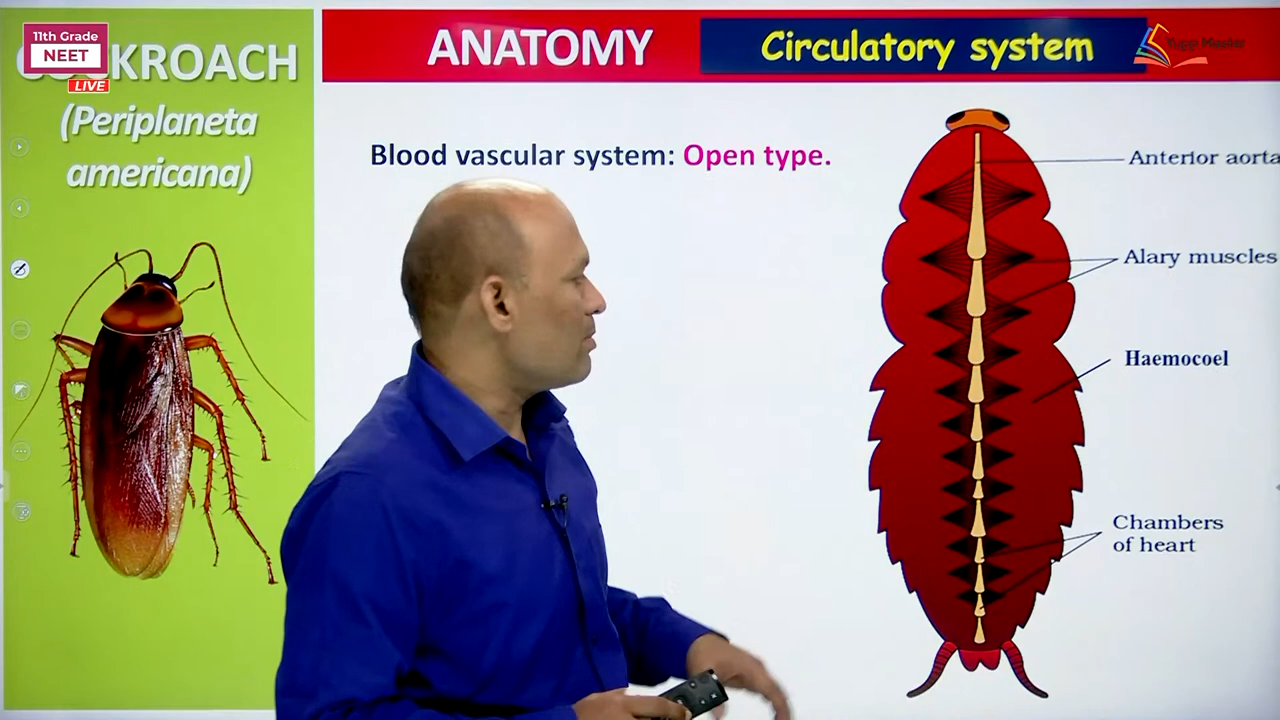 11th Grade
NEET
LIVE
KROACH
(Periplaneta
americana)
ANATOMY
Circulatory system
Blood vascular system: Open type.
Anterior aorta
Alary muscles
Haemocoel
Chambers
of heart